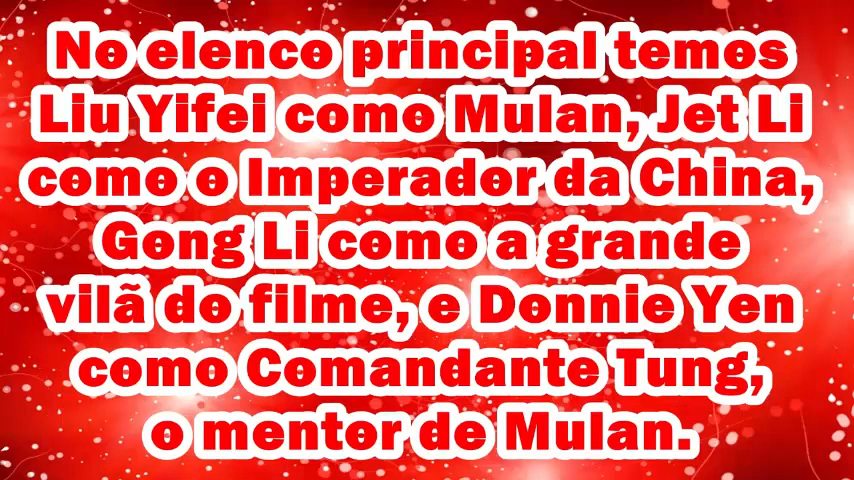 No elenco principal temos
Liu Yifei como Mulan, Jet Li
como o Imperador da China,
Gong Li como a grande
vilã do filme, e Donnie Yen
como Comandante Tung,
o mentor de Mulan.